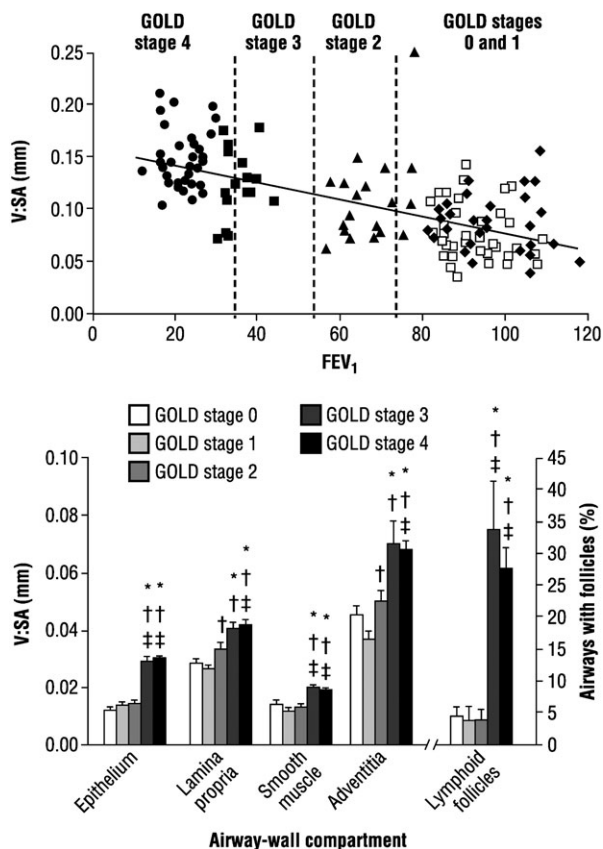 GOLD GOLD GOLD GOLD stages
stage 4 stage 3 stage 2 0 and 1
0.25
0.20
0.15
0.10
0.05
0.00
V:SA (mm)
0 20 40 60 80 100 120
FEV1
GOLD stage 0 GOLD stage 3
GOLD stage 1 GOLD stage 4
GOLD stage 2
0.10
0.08
0.06
0.04
0.02
0.00
V:SA (mm)
* *
† †
‡ ‡
*
* †
† † ‡
* *
† †
‡ ‡
*
* †
† † ‡
*
† *
‡ †
‡
45
40
35
30
25
20
15
10
5
0
Airways with follicles (%)
Epithelium
Lamina
propria
Smooth
muscle
Adventitia
Lymphoid
follicles
Airway-wall compartment